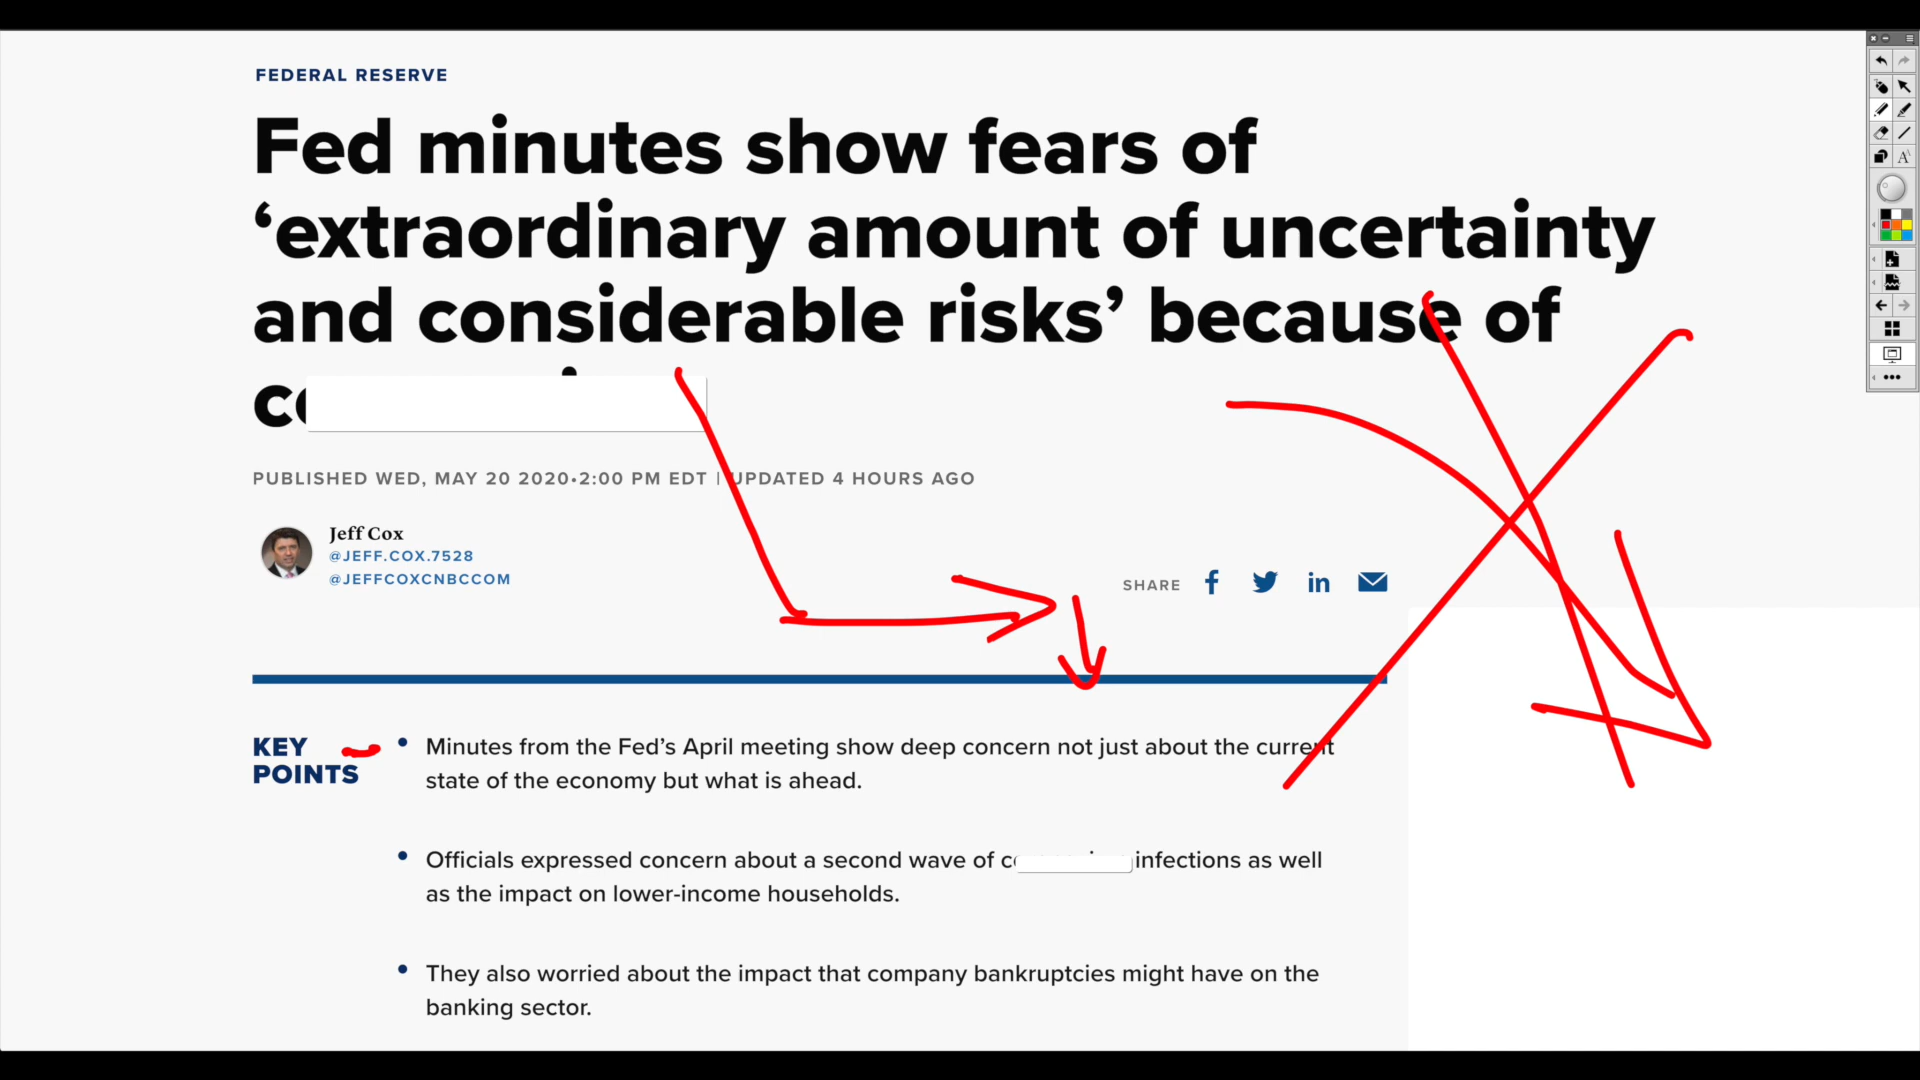 FEDERAL RESERVE
Fed minutes show fears of
‘extraordinary amount of uncertainty
and considerable risks’ because of
PUBLISHED WED, MAY 20 2020•2:00 PM EDT | UPDATED 4 HOURS AGO
Jeff Cox
@JEFF.COX.7528
@JEFFCOXCNBCCOM
SHARE
KEY
POINTS
• Minutes from the Fed’s April meeting show deep concern not just about the current
state of the economy but what is ahead.
• Officials expressed concern about a second wave of infections as well
as the impact on lower-income households.
• They also worried about the impact that company bankruptcies might have on the
banking sector.